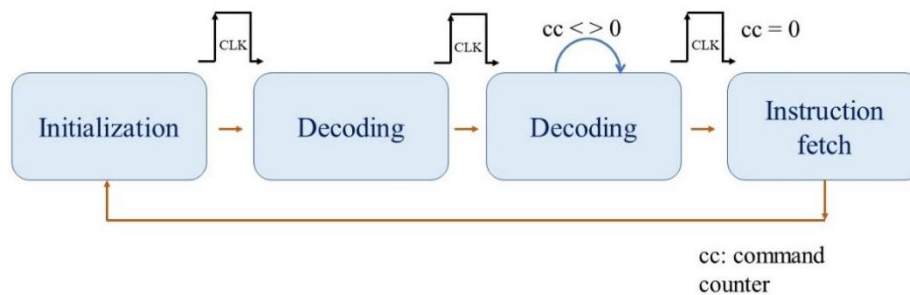 CLK
CLK
cc < > 0
CLK
cc = 0
Initialization
Decoding
Decoding
Instruction
fetch
cc: command
counter